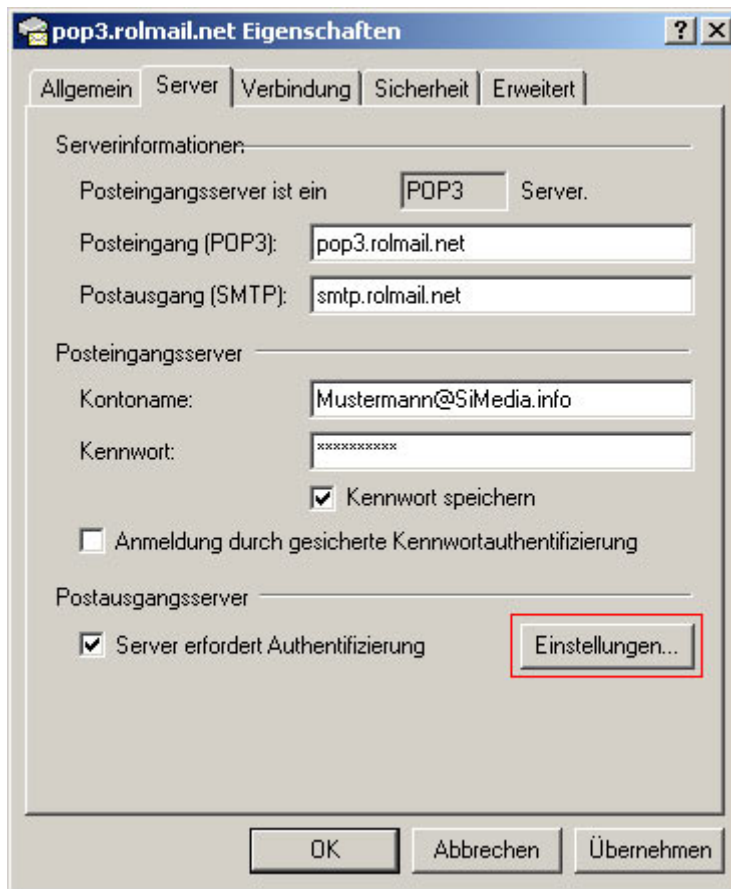 pop3.rolmail.net Eigenschaften
Allgemein Server Verbindung Sicherheit Erweitert
Serverinformationen
Posteingangsserver ist ein POP3 Server.
Posteingang (POP3): pop3.rolmail.net
Postausgang (SMTP): smtp.rolmail.net
Posteingangsserver
Kontoname: Mustermann@SiMedia.info
Kennwort: **********
Kennwort speichern
Anmeldung durch gesicherte Kennwortauthentifizierung
Postausgangsserver
Server erfordert Authentifizierung Einstellungen...
OK Abbrechen Übernehmen